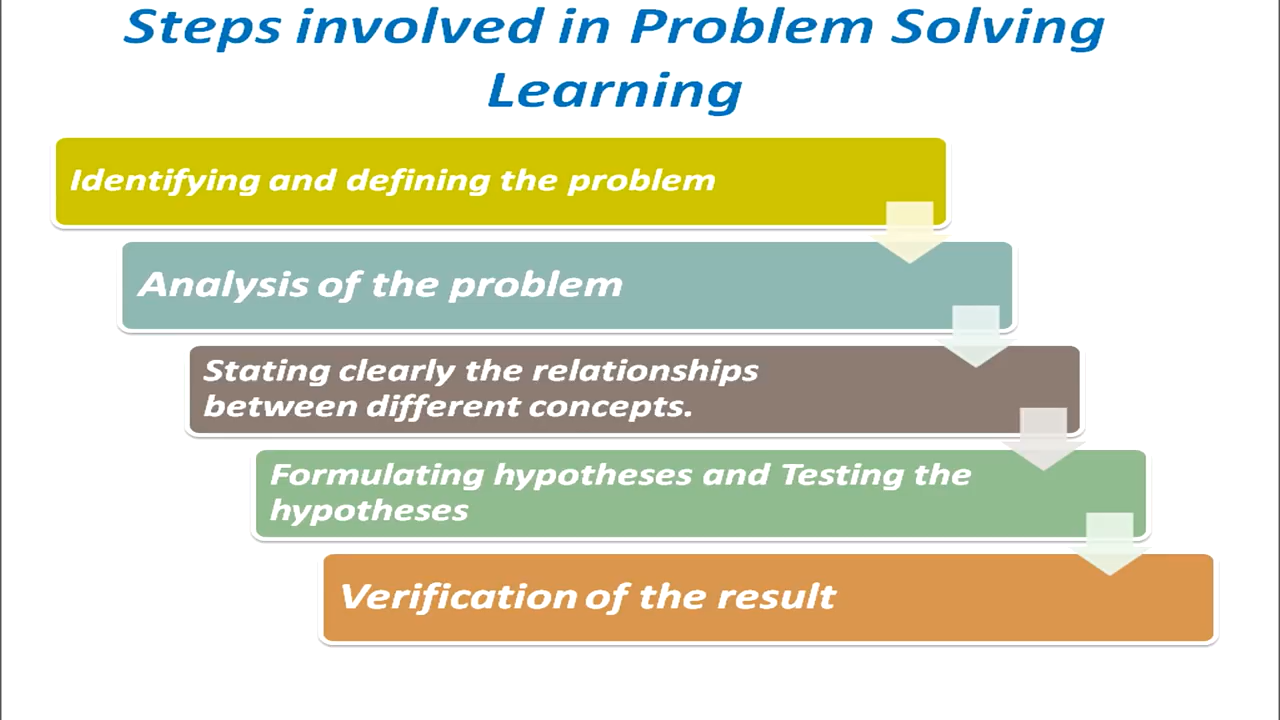 Steps involved in Problem Solving
Learning
Identifying and defining the problem
Analysis of the problem
Stating clearly the relationships
between different concepts.
Formulating hypotheses and Testing the
hypotheses
Verification of the result